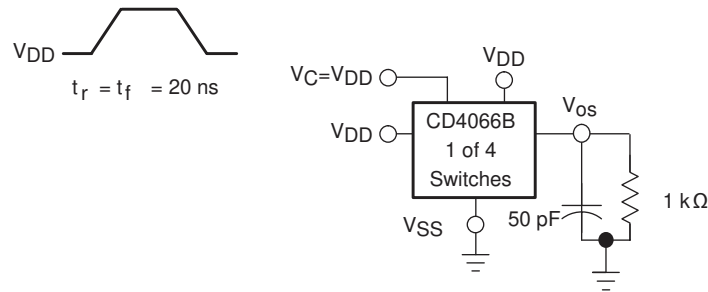 VDD
tr = tf = 20 ns
VC=VDD
VDD
VDD
CD4066B
1 of 4
Switches
VSS
Vos
50 pF
1 kΩ